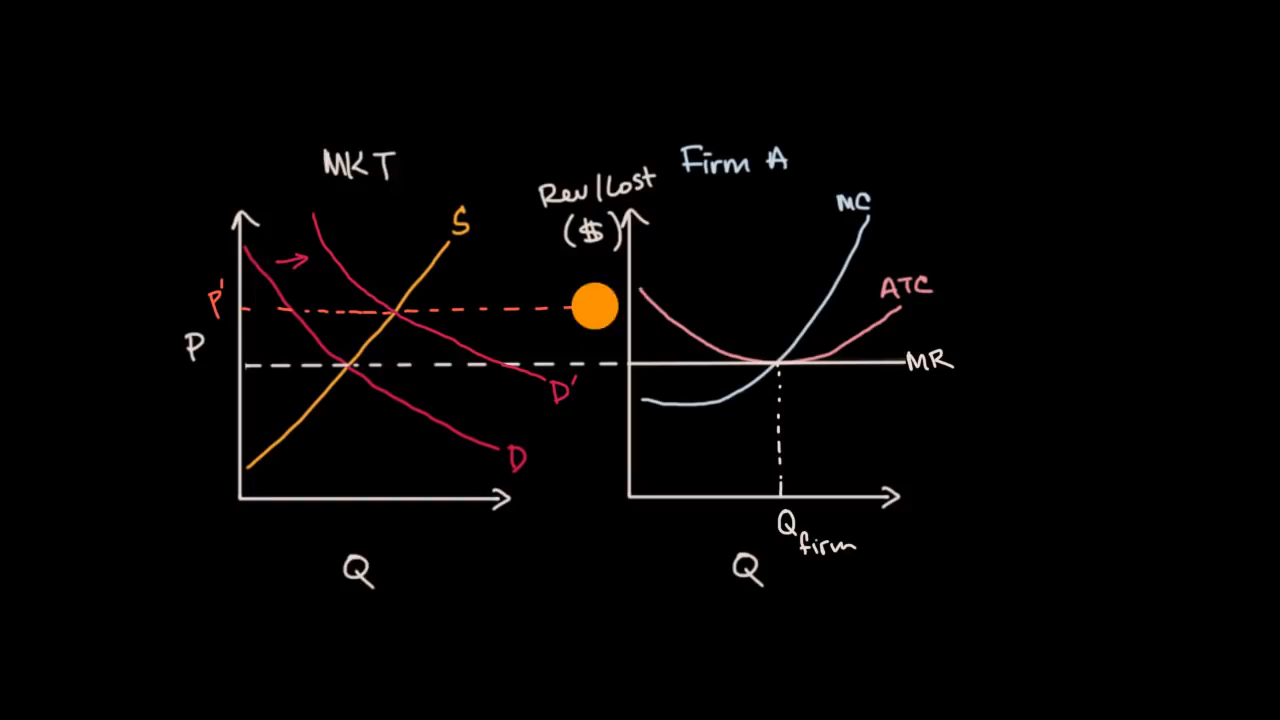 MKT
Firm A
Rev/Cost
($)
MC
S
P'
ATC
P
MR
D'
D
Q firm
Q
Q